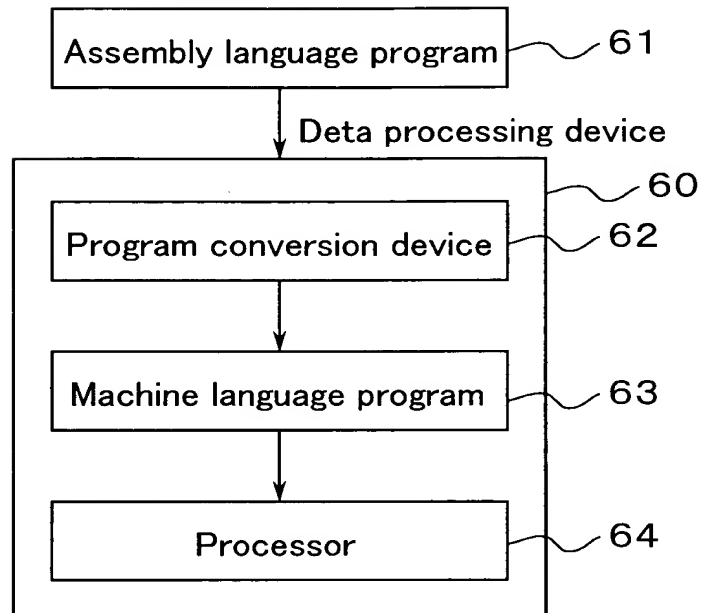 Assembly language program 61
Deta processing device
60
Program conversion device 62
Machine language program 63
Processor 64